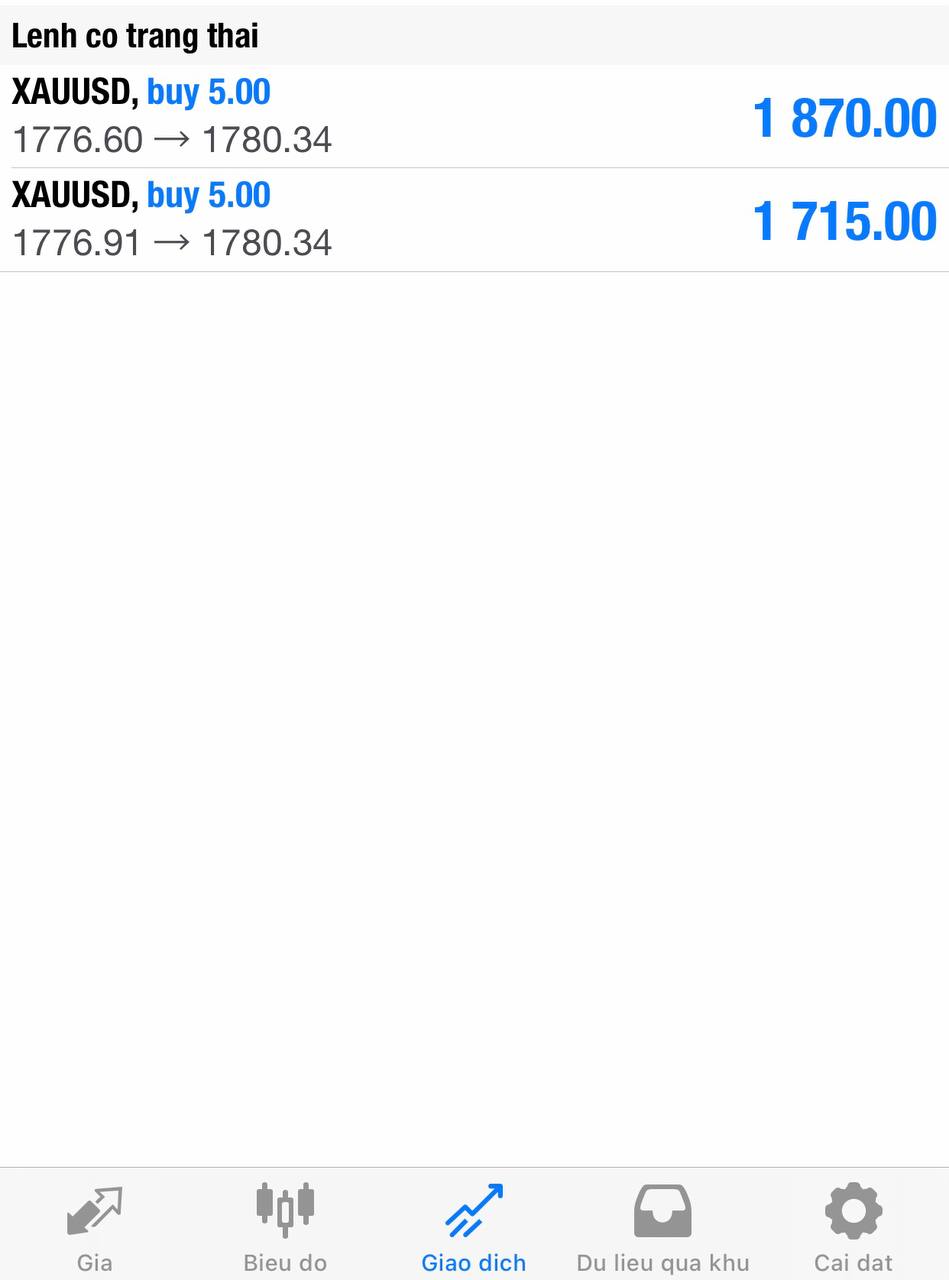 Lenh co trang thai
XAUUSD, buy 5.00
1776.60 → 1780.34
1 870.00
XAUUSD, buy 5.00
1776.91 → 1780.34
1 715.00
Gia
Bieu do
Giao dich
Du lieu qua khu
Cai dat